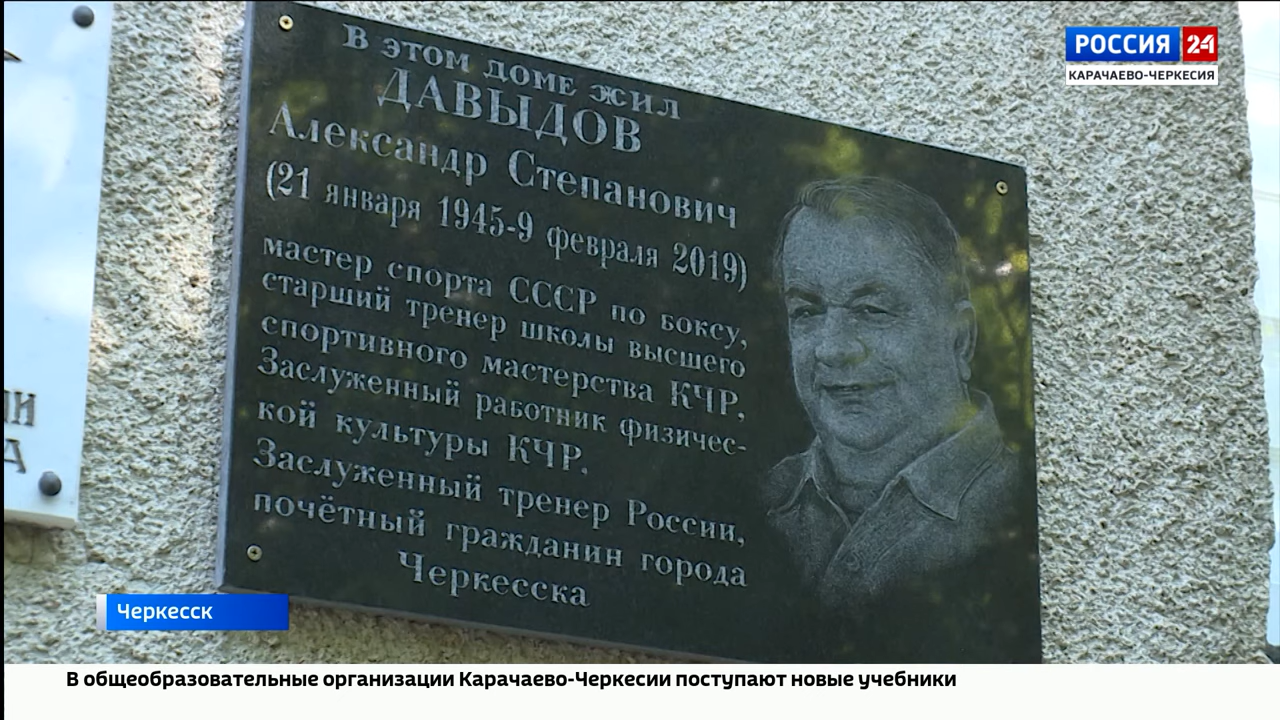 В ЭТОМ ДОМЕ ЖИЛ
ДАВЫДОВ
Александр Степанович
(21 января 1945-9 февраля 2019)
мастер спорта СССР по боксу,
старший тренер школы высшего
спортивного мастерства КЧР,
Заслуженный работник физичес-
кой культуры КЧР.
Заслуженный тренер России,
почётный гражданин города
Черкесска
РОССИЯ 24
КАРАЧАЕВО-ЧЕРКЕСИЯ
Черкесск
В общеобразовательные организации Карачаево-Черкесии поступают новые учебники